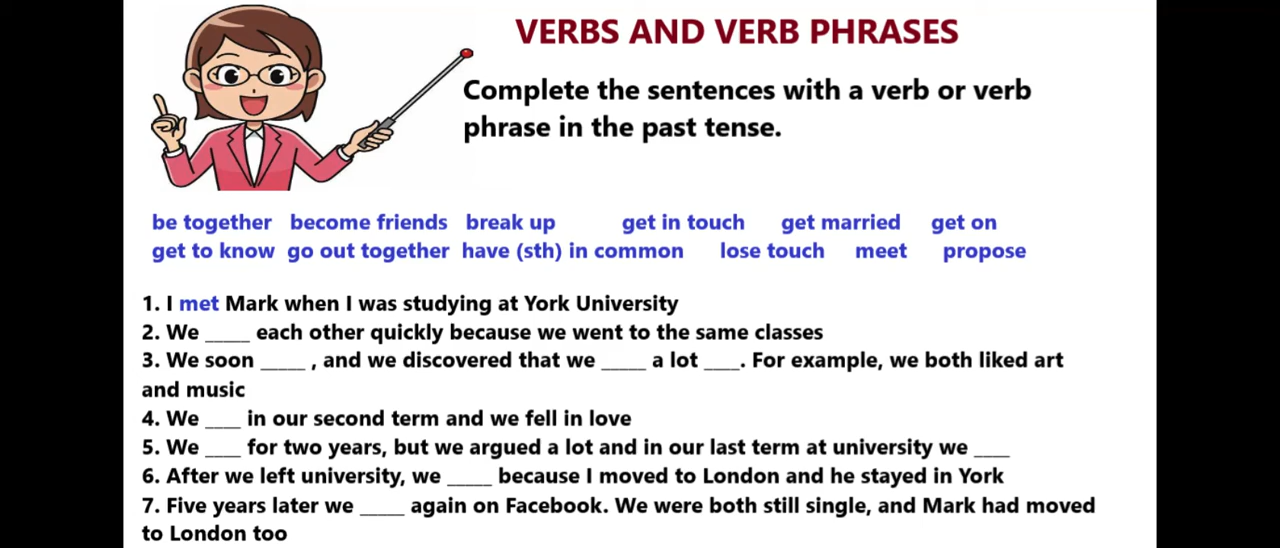 VERBS AND VERB PHRASES
Complete the sentences with a verb or verb
phrase in the past tense.
be together become friends break up get in touch get married get on
get to know go out together have (sth) in common lose touch meet propose
1. I met Mark when I was studying at York University
2. We _____ each other quickly because we went to the same classes
3. We soon _____ , and we discovered that we _____ a lot ____. For example, we both liked art
and music
4. We ____ in our second term and we fell in love
5. We ____ for two years, but we argued a lot and in our last term at university we ____
6. After we left university, we _____ because I moved to London and he stayed in York
7. Five years later we _____ again on Facebook. We were both still single, and Mark had moved
to London too